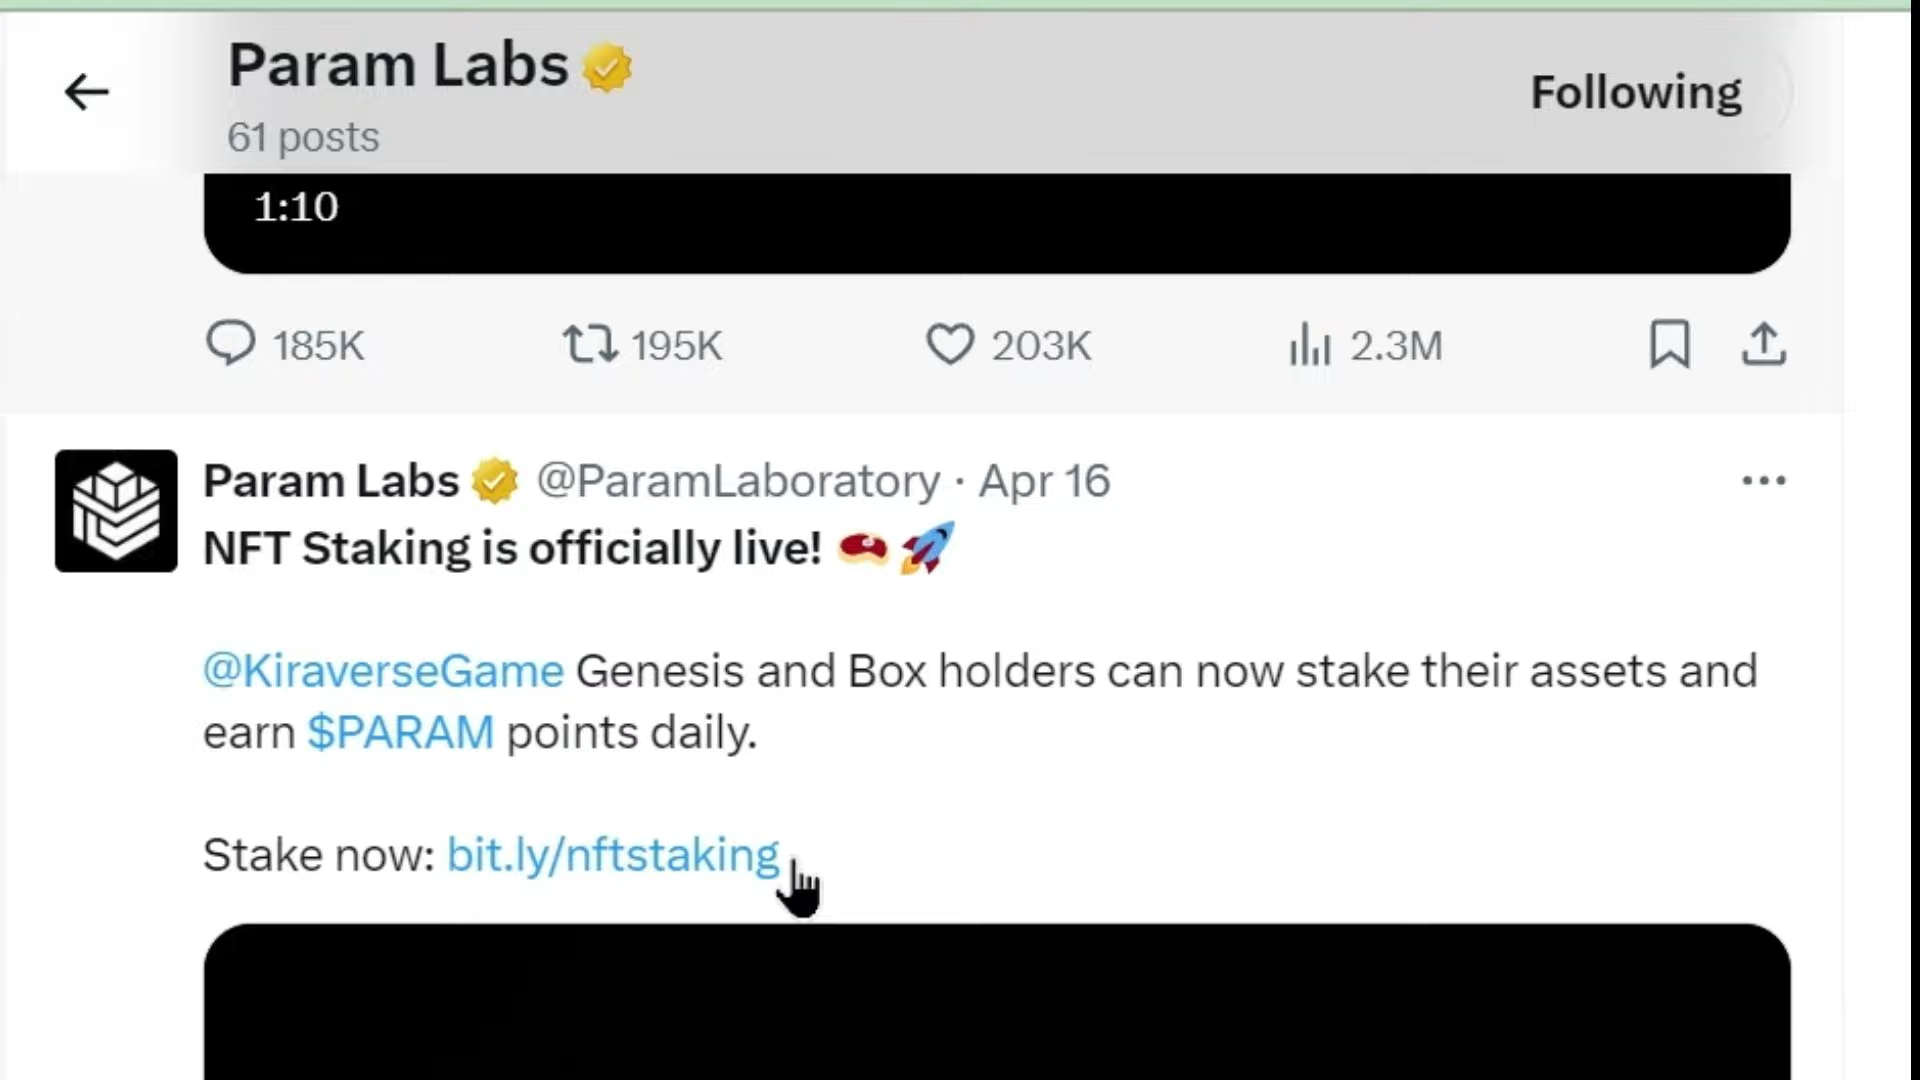 Param Labs
Following
61 posts
1:10
185K 195K 203K 2.3M
Param Labs @ParamLaboratory · Apr 16
NFT Staking is officially live! 🥩🚀
@KiraverseGame Genesis and Box holders can now stake their assets and
earn $PARAM points daily.
Stake now: bit.ly/nftstaking